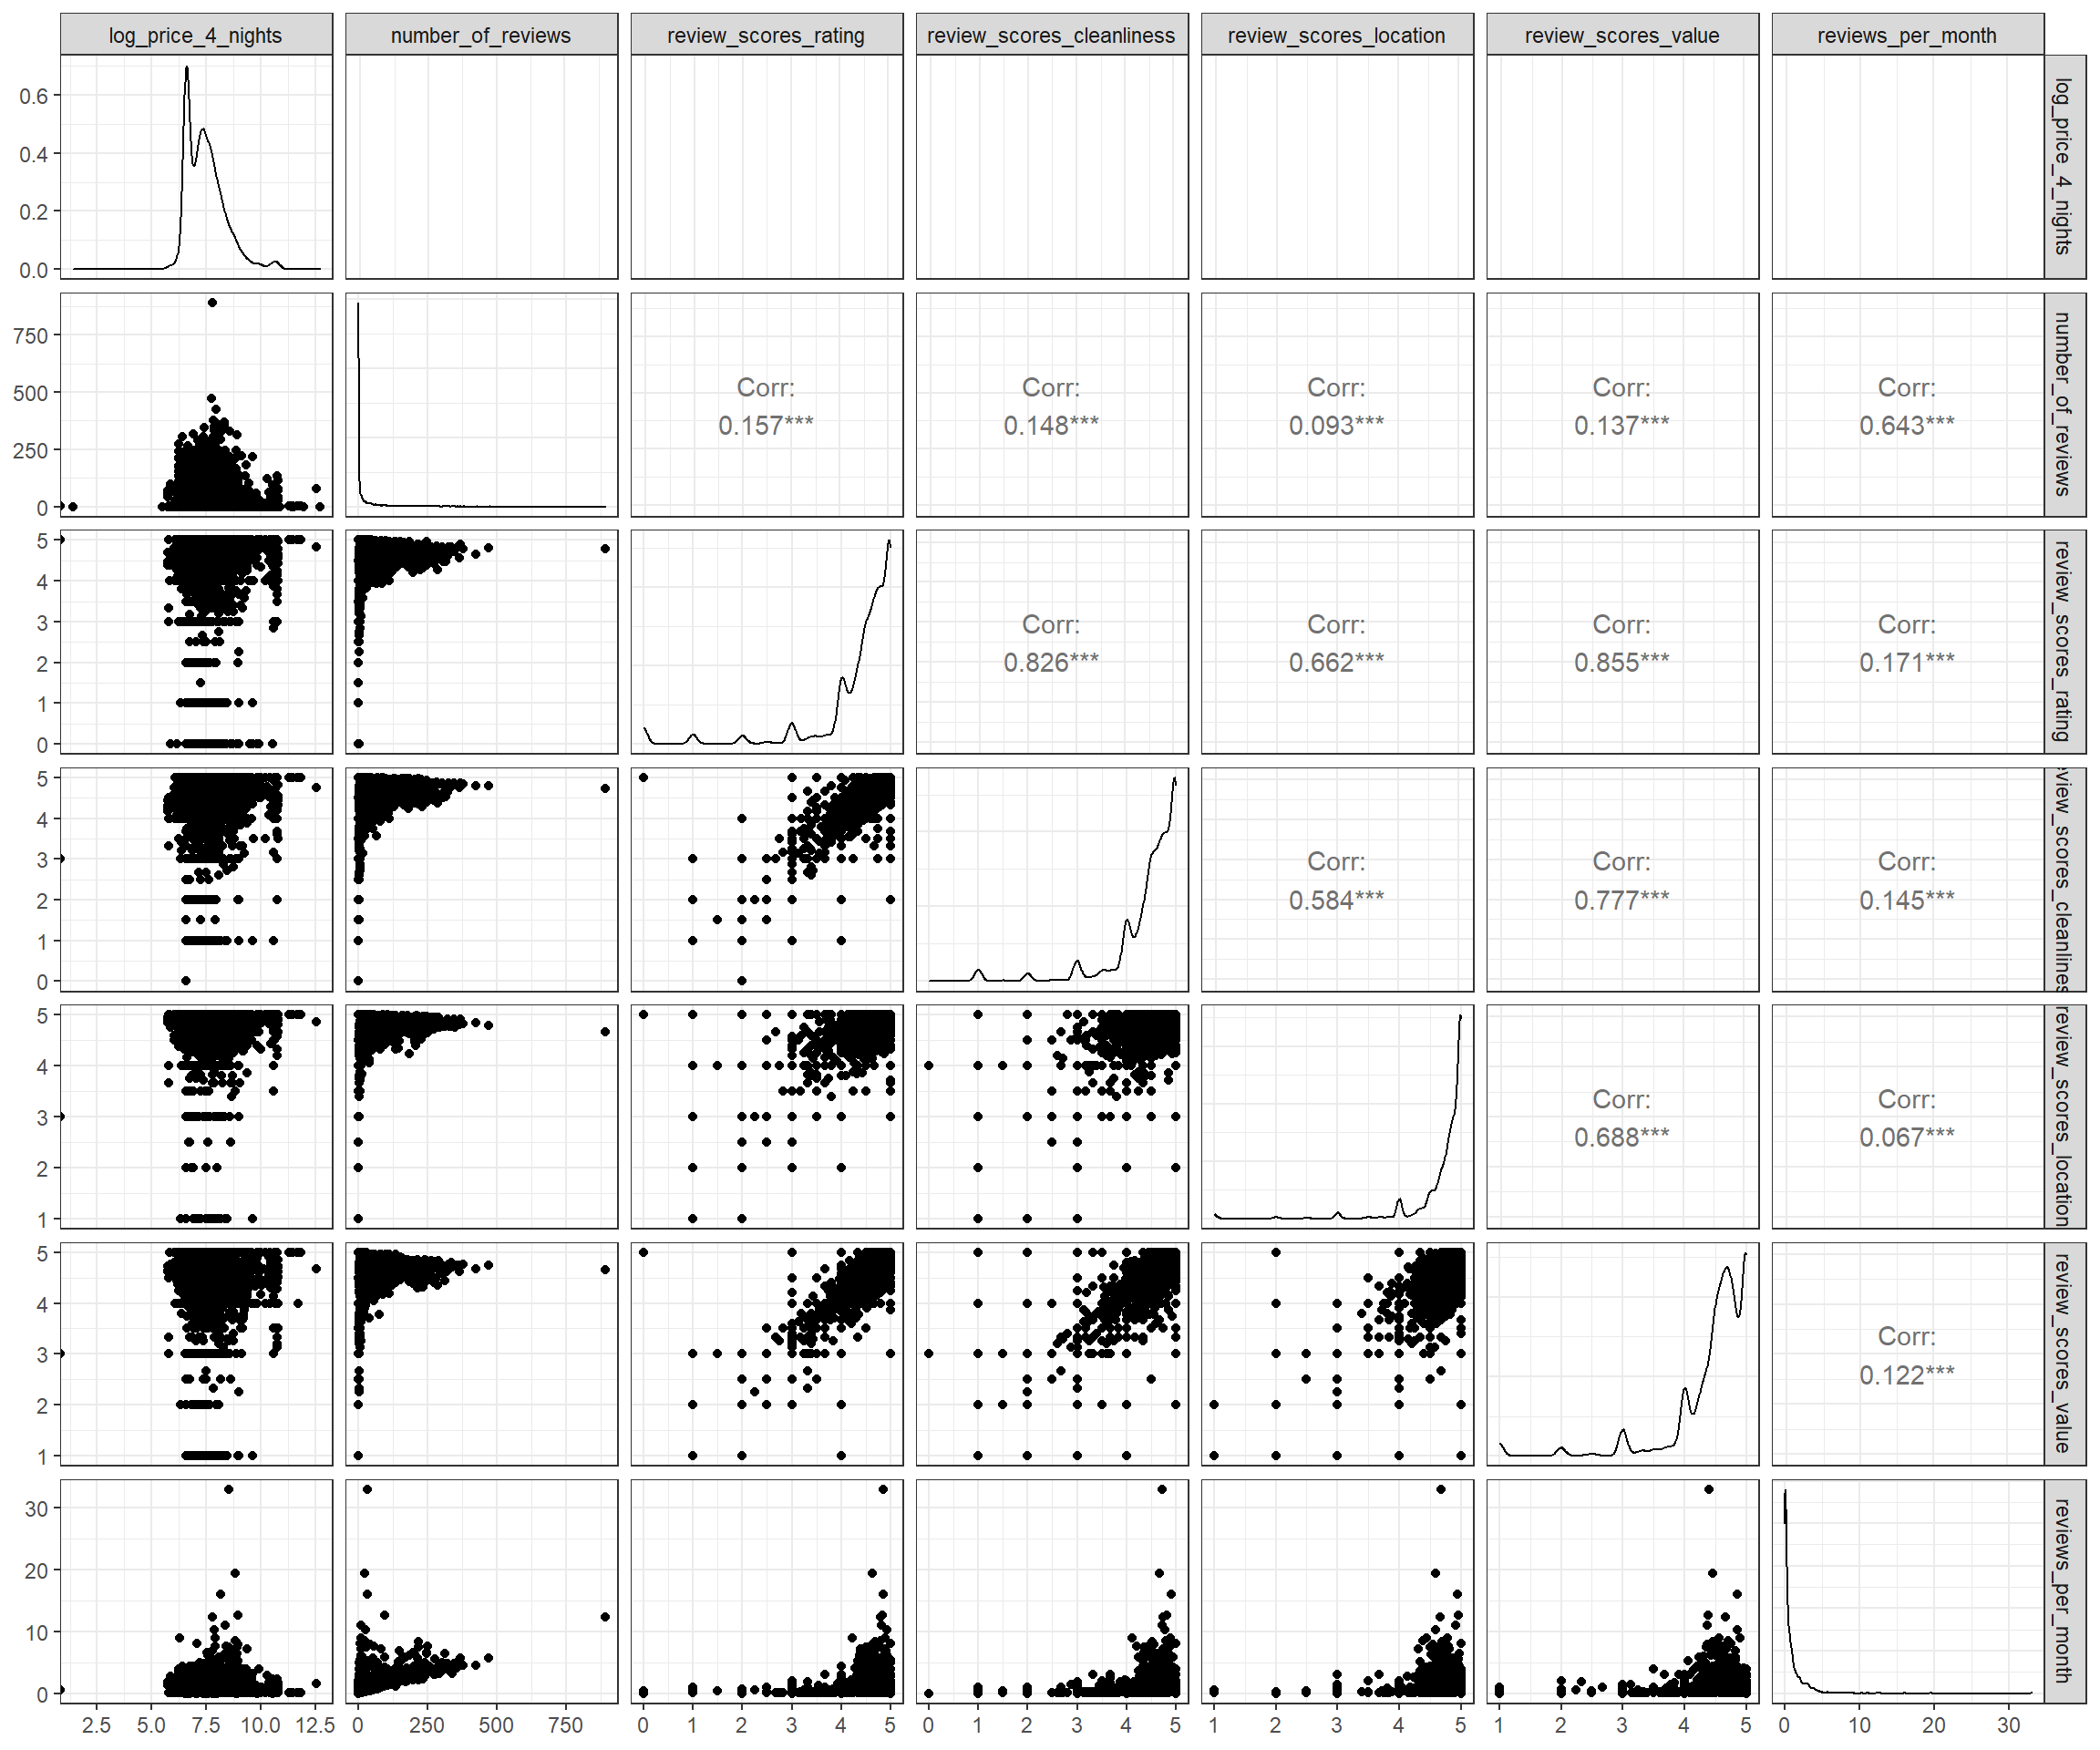 log_price_4_nights
number_of_reviews
review_scores_rating
review_scores_cleanliness
review_scores_location
review_scores_value
reviews_per_month
0.6
0.4
0.2
0.0
log_price_4_nights
750
500
250
0
Corr:
0.157***
Corr:
0.148***
Corr:
0.093***
Corr:
0.137***
Corr:
0.643***
number_of_reviews
5
4
3
2
1
0
Corr:
0.826***
Corr:
0.662***
Corr:
0.855***
Corr:
0.171***
review_scores_rating
5
4
3
2
1
0
Corr:
0.584***
Corr:
0.777***
Corr:
0.145***
view_scores_cleanlines
5
4
3
2
1
Corr:
0.688***
Corr:
0.067***
review_scores_location
5
4
3
2
1
Corr:
0.122***
review_scores_value
30
20
10
0
reviews_per_month
2.5 5.0 7.5 10.0 12.5
0 250 500 750
0 1 2 3 4 5
0 1 2 3 4 5
1 2 3 4 5
1 2 3 4 5
0 10 20 30